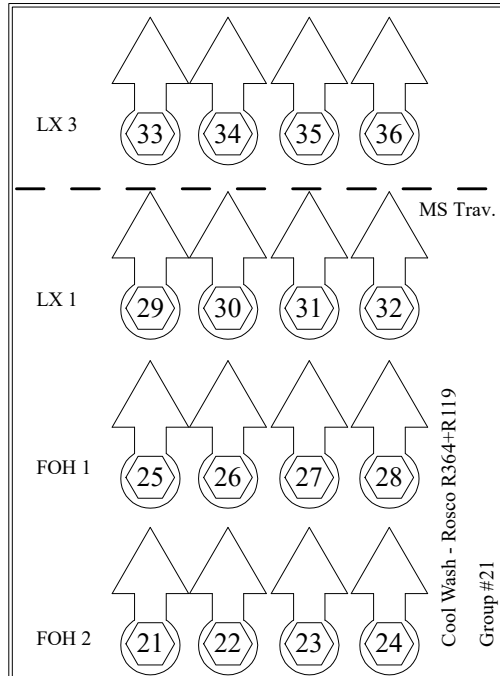 LX 3 33 34 35 36
MS Trav.
LX 1 29 30 31 32
FOH 1 25 26 27 28
FOH 2 21 22 23 24
Cool Wash - Rosco R364+R119
Group #21